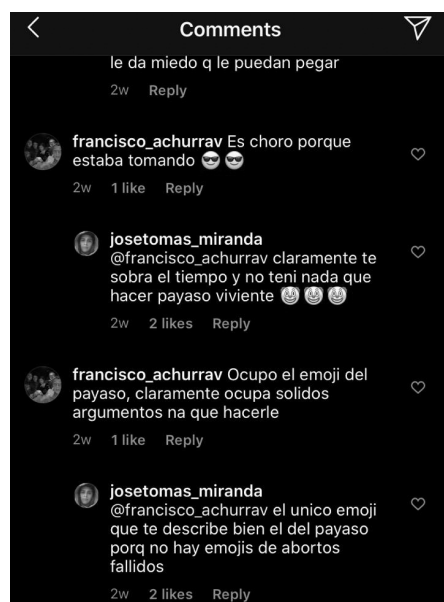 Comments
le da miedo q le puedan pegar
2w Reply
francisco_achurrav Es choro porque
estaba tomando 😎😎
2w 1 like Reply
josetomas_miranda
@francisco_achurrav claramente te
sobra el tiempo y no teni nada que
hacer payaso viviente 🤡🤡🤡
2w 2 likes Reply
francisco_achurrav Ocupo el emoji del
payaso, claramente ocupa solidos
argumentos na que hacerle
2w 1 like Reply
josetomas_miranda
@francisco_achurrav el unico emoji
que te describe bien el del payaso
porq no hay emojis de abortos
fallidos
2w 2 likes Reply